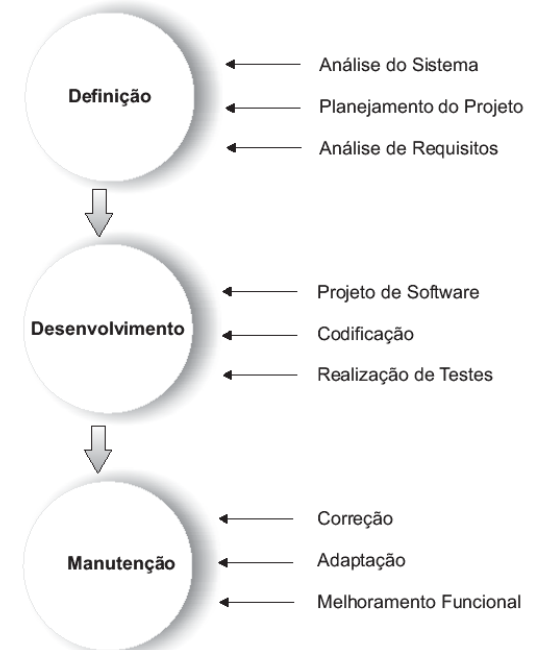 Definição
Análise do Sistema
Planejamento do Projeto
Análise de Requisitos
Desenvolvimento
Projeto de Software
Codificação
Realização de Testes
Manutenção
Correção
Adaptação
Melhoramento Funcional